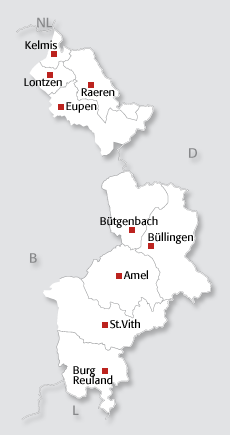 NL
Kelmis
Lontzen
Raeren
Eupen
D
Bütgenbach
Büllingen
B
Amel
St.Vith
Burg
Reuland
L